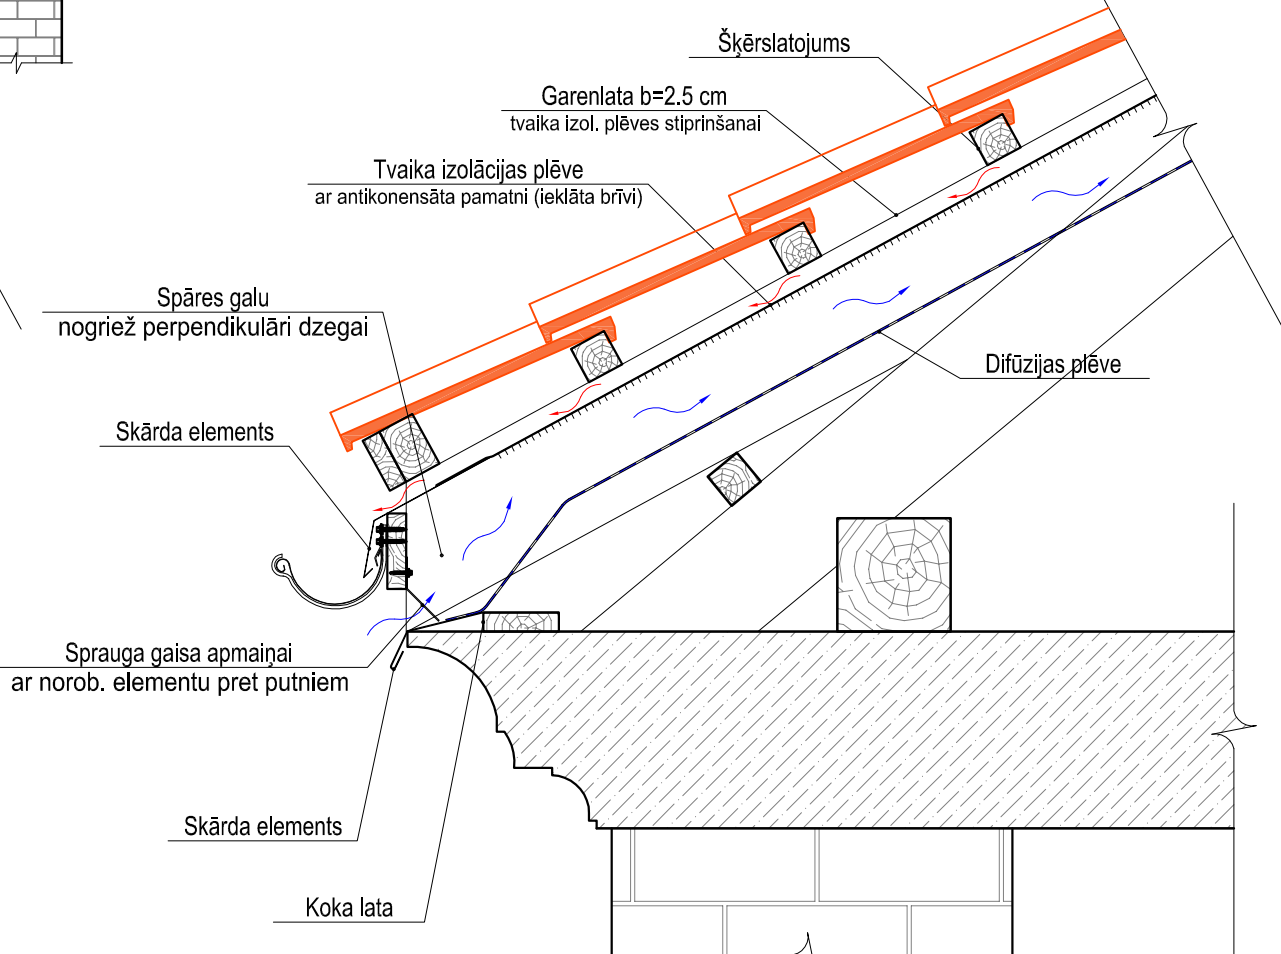 Šķērslatojums
Garenlata b=2.5 cm
tvaika izol. plēves stiprinšanai
Tvaika izolācijas plēve
ar antikonensāta pamatni (ieklāta brīvi)
Spāres galu
nogriež perpendikulāri dzegai
Difūzijas plēve
Skārda elements
Sprauga gaisa apmaiņai
ar norob. elementu pret putniem
Skārda elements
Koka lata